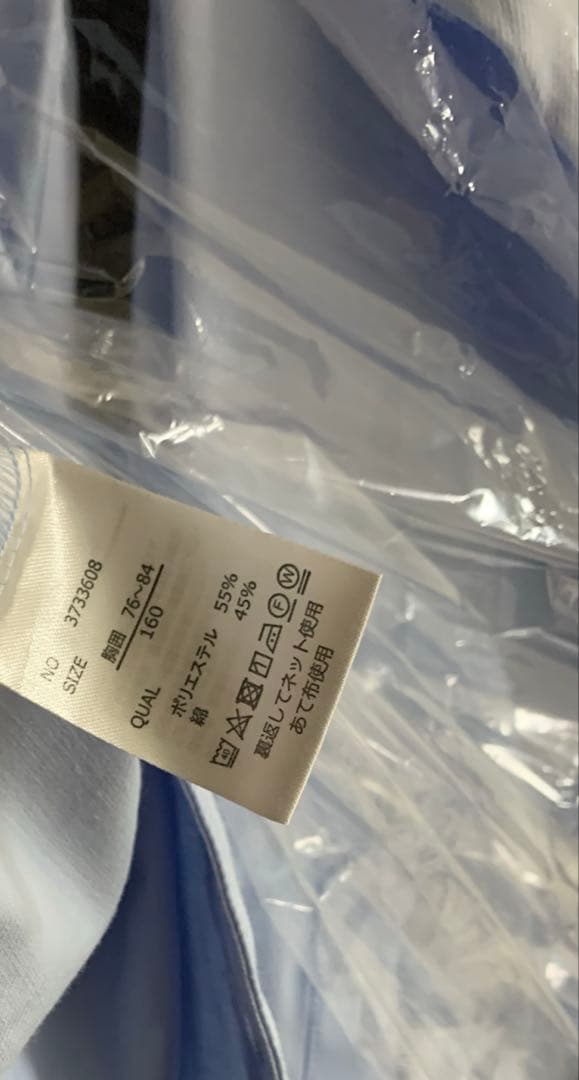 NO 3733608
SIZE 胸囲 76~84
160
QUAL
ポリエステル 55%
綿 45%
40 F W
裏返してネット使用
あて布使用